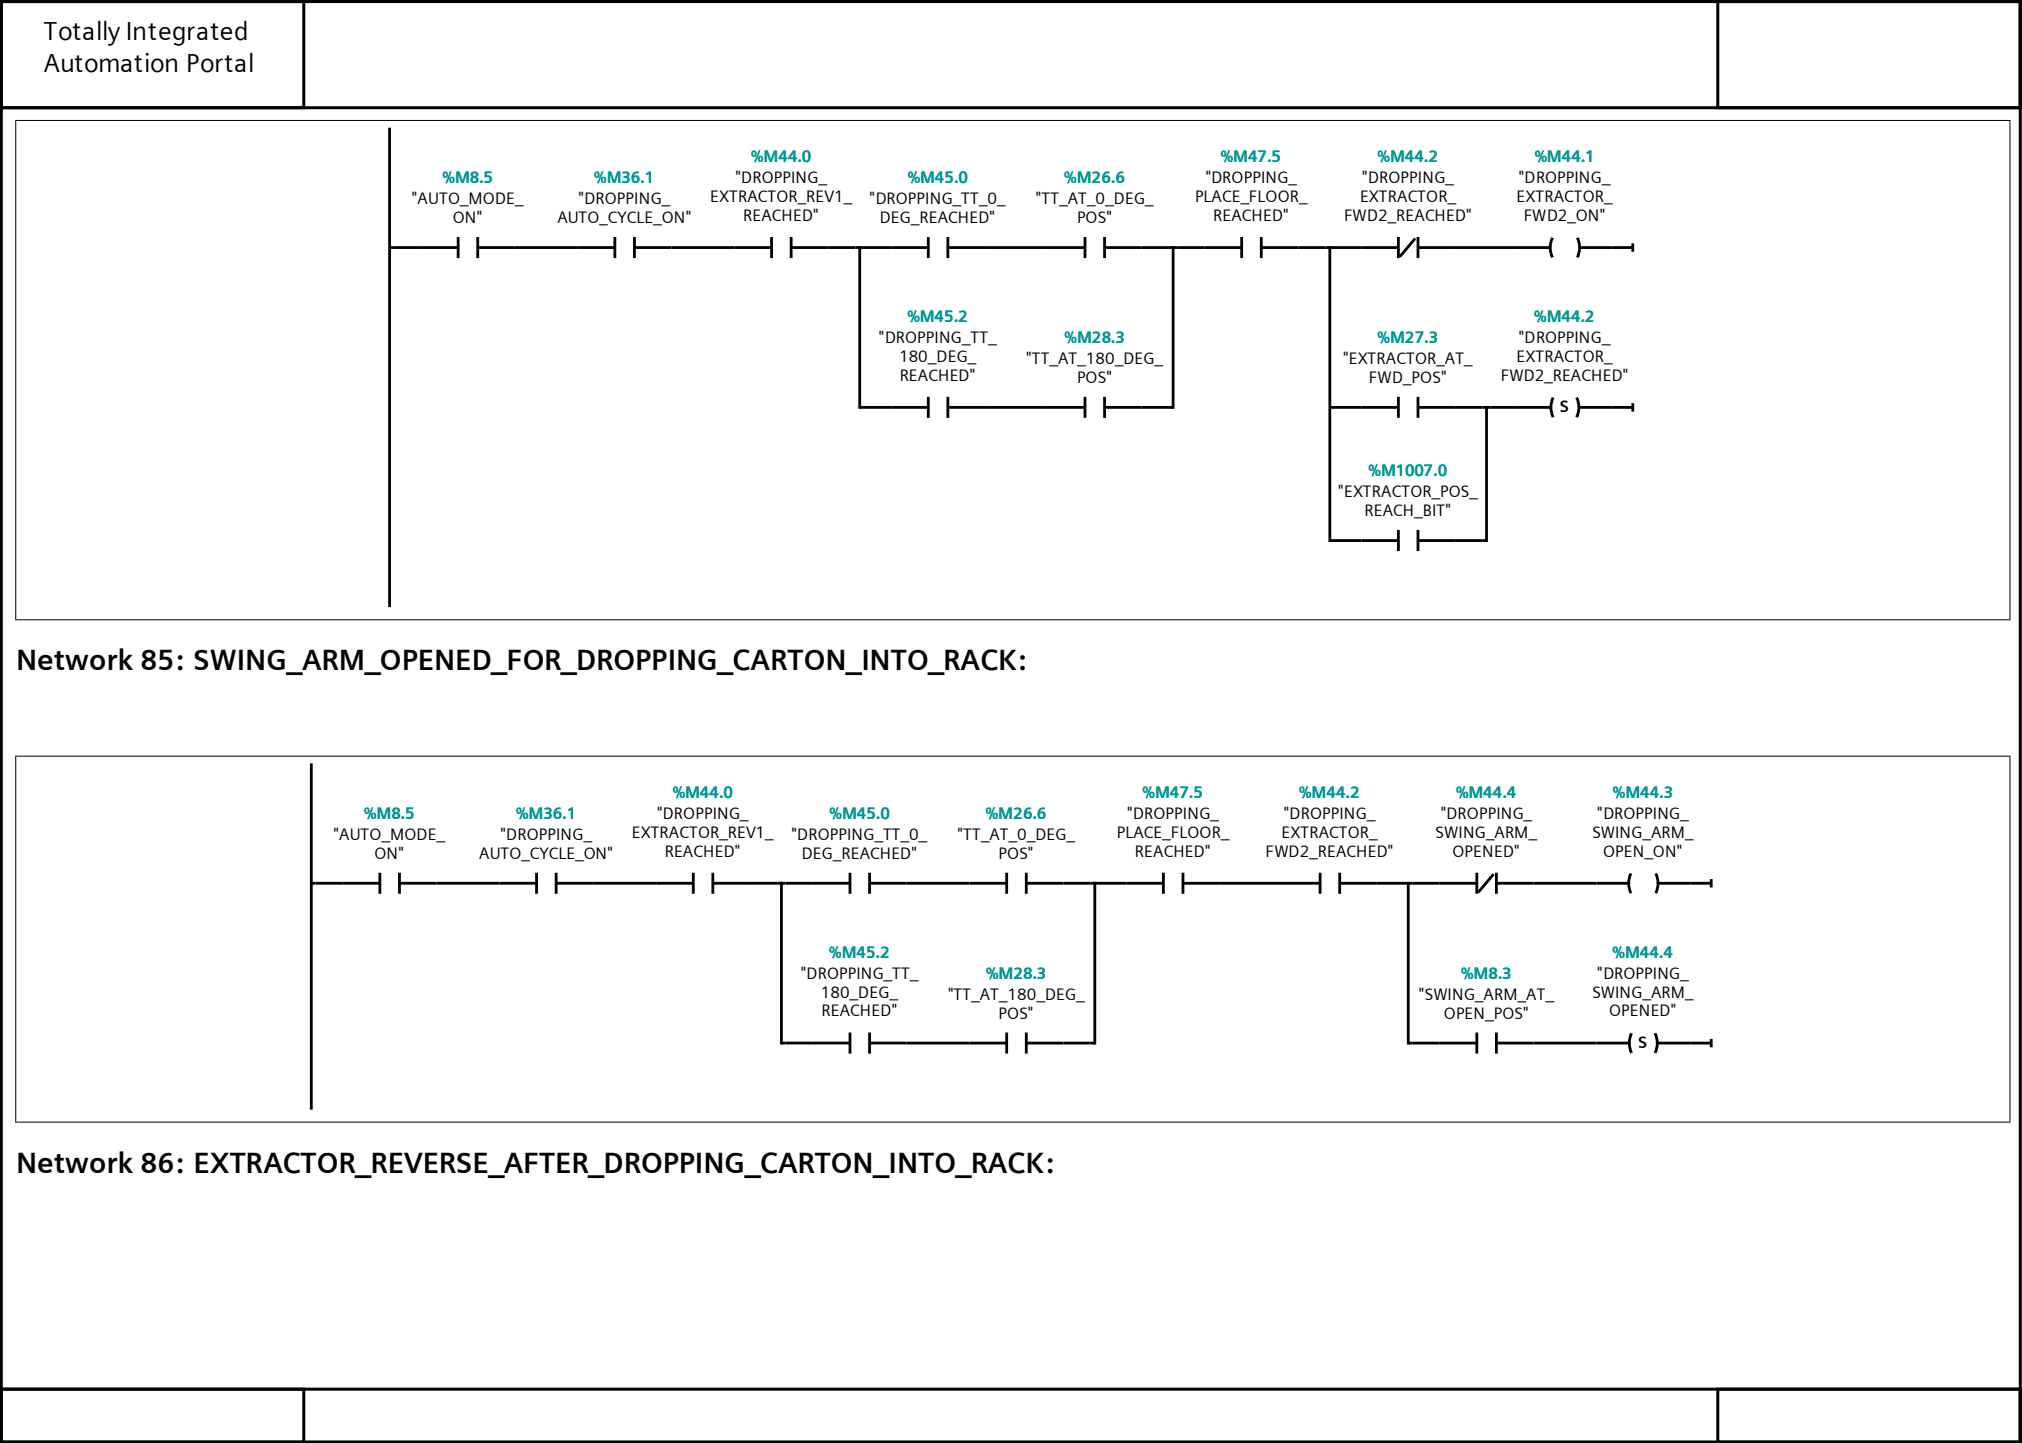 Totally Integrated
Automation Portal
%M8.5
"AUTO_MODE_
ON"
%M36.1
"DROPPING_
AUTO_CYCLE_ON"
%M44.0
"DROPPING_
EXTRACTOR_REV1_
REACHED"
%M45.0
"DROPPING_TT_0_
DEG_REACHED"
%M26.6
"TT_AT_0_DEG_
POS"
%M47.5
"DROPPING_
PLACE_FLOOR_
REACHED"
%M44.2
"DROPPING_
EXTRACTOR_
FWD2_REACHED"
%M44.1
"DROPPING_
EXTRACTOR_
FWD2_ON"
%M45.2
"DROPPING_TT_
180_DEG_
REACHED"
%M28.3
"TT_AT_180_DEG_
POS"
%M27.3
"EXTRACTOR_AT_
FWD_POS"
%M44.2
"DROPPING_
EXTRACTOR_
FWD2_REACHED"
S
%M1007.0
"EXTRACTOR_POS_
REACH_BIT"
Network 85: SWING_ARM_OPENED_FOR_DROPPING_CARTON_INTO_RACK:
%M8.5
"AUTO_MODE_
ON"
%M36.1
"DROPPING_
AUTO_CYCLE_ON"
%M44.0
"DROPPING_
EXTRACTOR_REV1_
REACHED"
%M45.0
"DROPPING_TT_0_
DEG_REACHED"
%M26.6
"TT_AT_0_DEG_
POS"
%M47.5
"DROPPING_
PLACE_FLOOR_
REACHED"
%M44.2
"DROPPING_
EXTRACTOR_
FWD2_REACHED"
%M44.4
"DROPPING_
SWING_ARM_
OPENED"
%M44.3
"DROPPING_
SWING_ARM_
OPEN_ON"
%M45.2
"DROPPING_TT_
180_DEG_
REACHED"
%M28.3
"TT_AT_180_DEG_
POS"
%M8.3
"SWING_ARM_AT_
OPEN_POS"
%M44.4
"DROPPING_
SWING_ARM_
OPENED"
S
Network 86: EXTRACTOR_REVERSE_AFTER_DROPPING_CARTON_INTO_RACK: